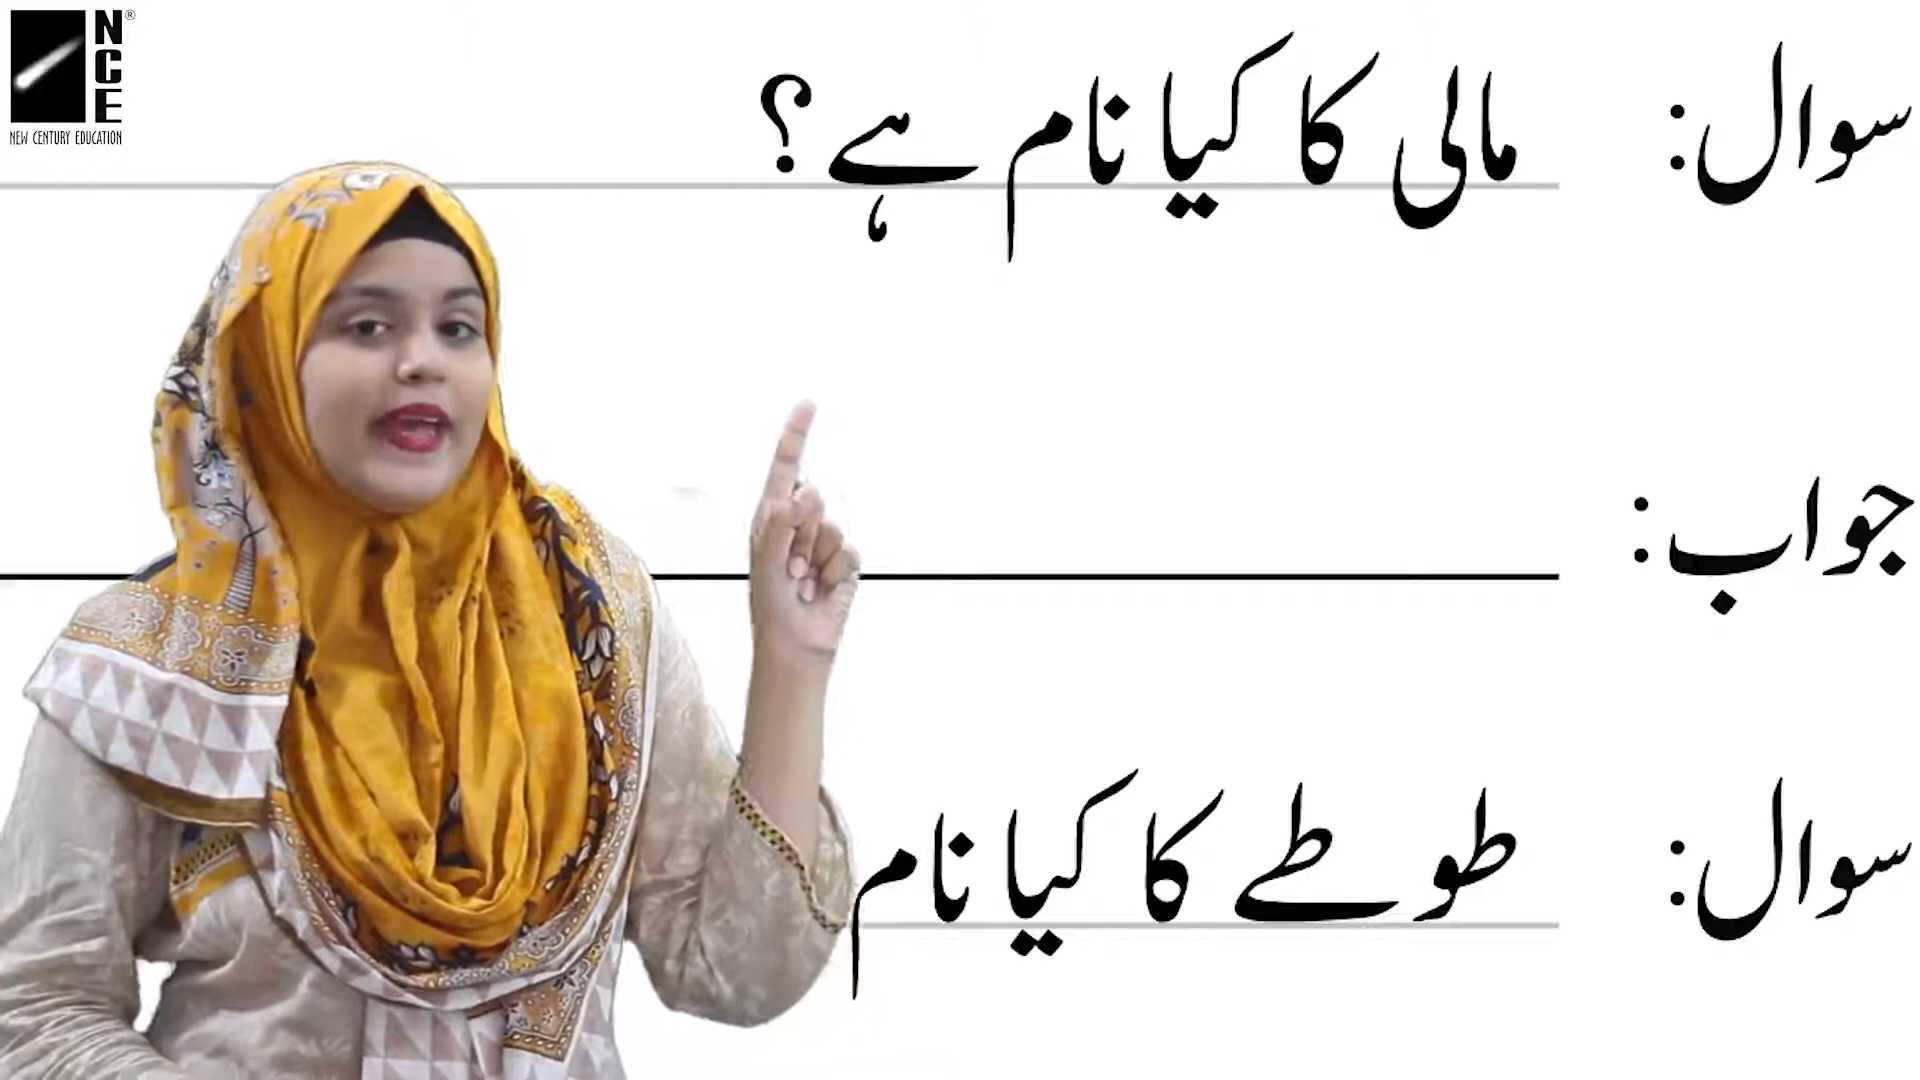 NCE®
NEW CENTURY EDUCATION
سوال: مالی کا کیا نام ہے؟
جواب:
سوال: طوطے کا کیا نام